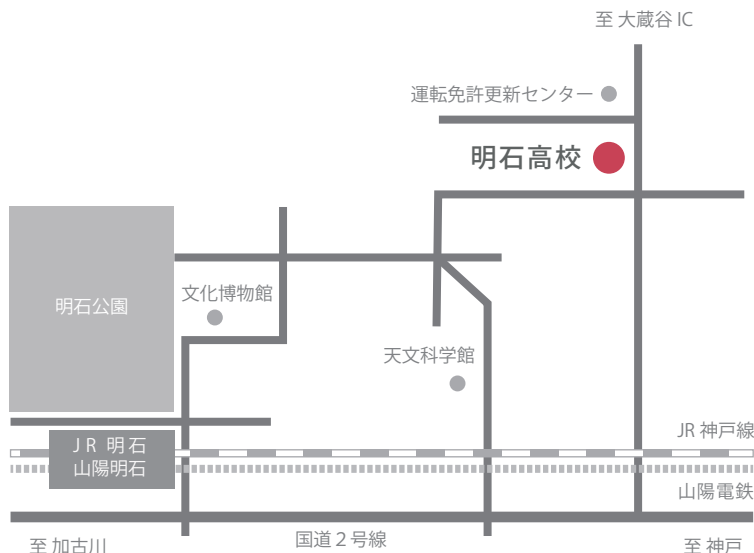 至 大蔵谷 IC
運転免許更新センター
明石高校
文化博物館
明石公園
天文科学館
JR 神戸線
JR 明石
山陽明石
山陽電鉄
国道２号線
至 加古川
至 神戸